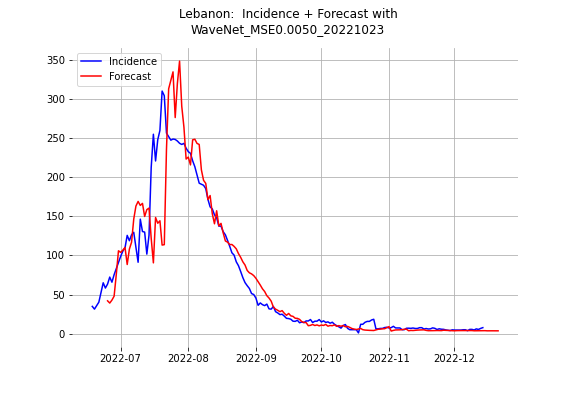 Lebanon:  Incidence + Forecast with
WaveNet_MSE0.0050_20221023
Incidence
Forecast
350
300
250
200
150
100
50
0
2022-07 2022-08 2022-09 2022-10 2022-11 2022-12